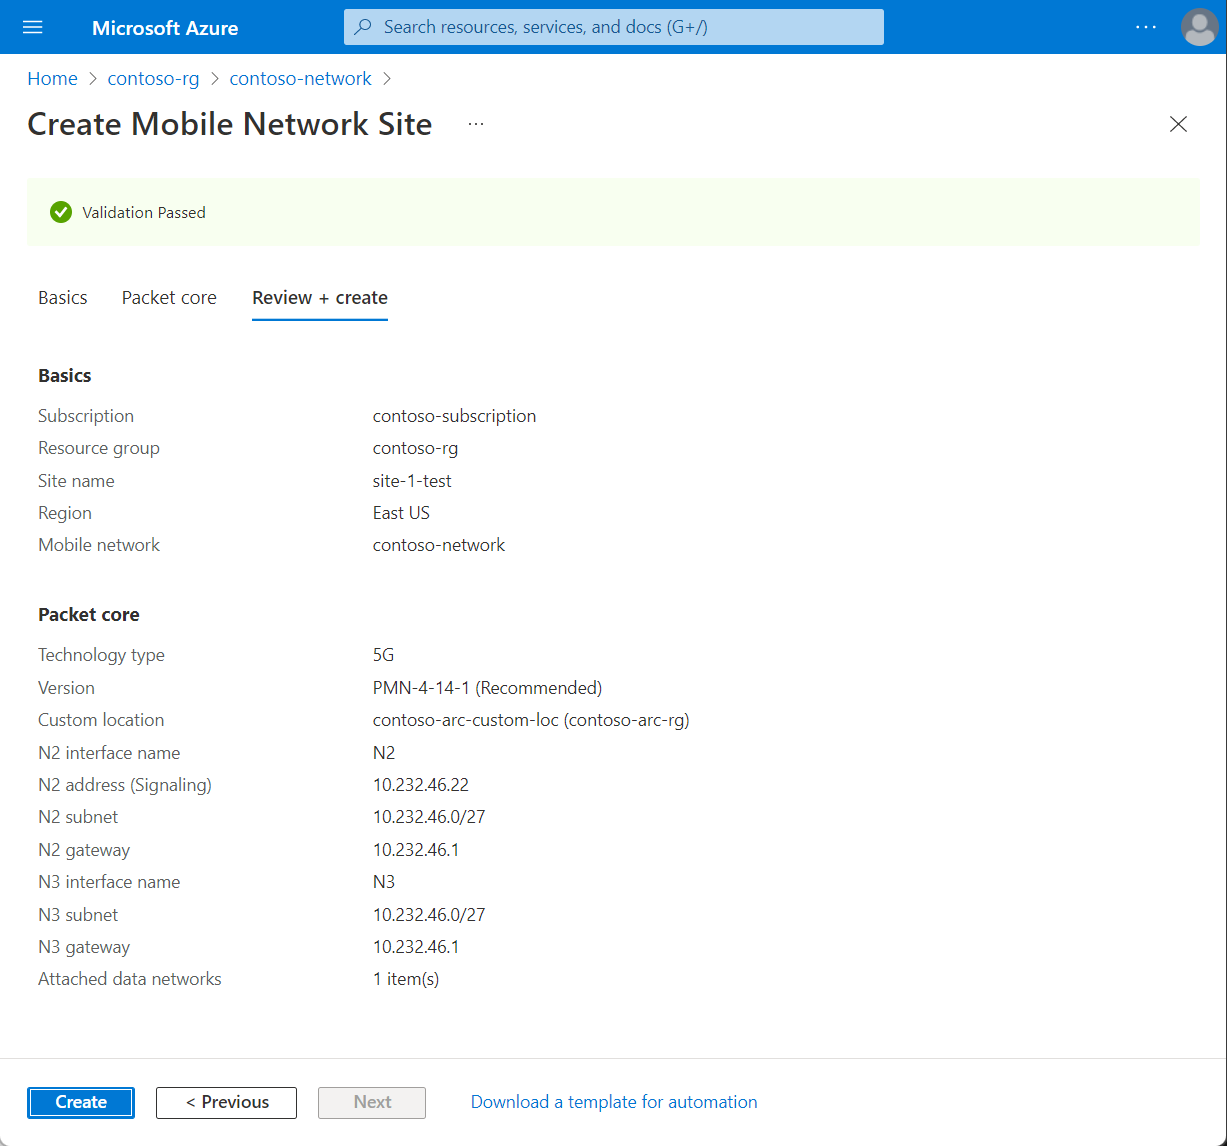 Microsoft Azure
Search resources, services, and docs (G+/)
Home > contoso-rg > contoso-network >
Create Mobile Network Site ...
Validation Passed
Basics Packet core Review + create
Basics
Subscription contoso-subscription
Resource group contoso-rg
Site name site-1-test
Region East US
Mobile network contoso-network
Packet core
Technology type 5G
Version PMN-4-14-1 (Recommended)
Custom location contoso-arc-custom-loc (contoso-arc-rg)
N2 interface name N2
N2 address (Signaling) 10.232.46.22
N2 subnet 10.232.46.0/27
N2 gateway 10.232.46.1
N3 interface name N3
N3 subnet 10.232.46.0/27
N3 gateway 10.232.46.1
Attached data networks 1 item(s)
Create < Previous Next Download a template for automation